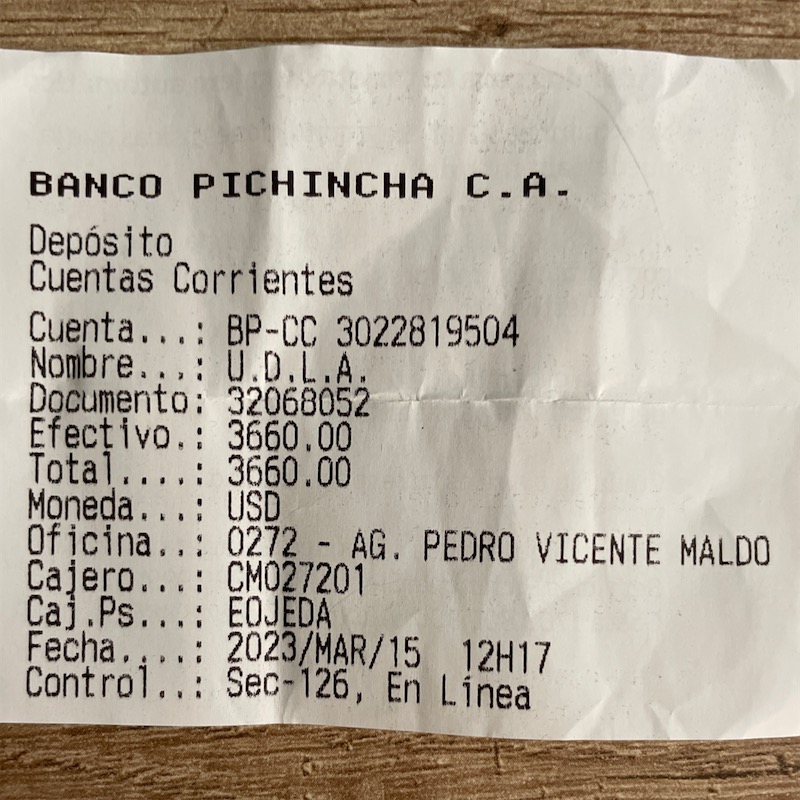 BANCO PICHINCHA C.A.
Depósito
Cuentas Corrientes
Cuenta...: BP-CC 3022819504
Nombre...: U.D.L.A.
Documento: 32068052
Efectivo.: 3660.00
Total....: 3660.00
Moneda...: USD
Oficina..: 0272 - AG. PEDRO VICENTE MALDO
Cajero...: CM027201
Caj.Ps...: EOJEDA
Fecha....: 2023/MAR/15 12H17
Control..: Sec-126, En Línea